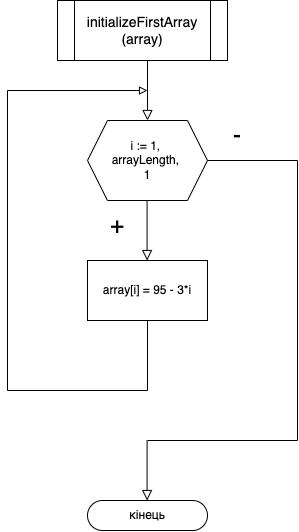 initializeFirstArray
(array)
i := 1,
arrayLength,
1
-
+
array[i] = 95 - 3*i
кінець